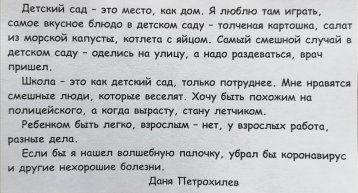 Детский сад – это место, как дом. Я люблю там играть,
самое вкусное блюдо в детском саду – толченая картошка, салат
из морской капусты, котлета с яйцом. Самый смешной случай в
детском саду – оделись на улицу, а надо раздеваться, врач
пришел.
Школа – это как детский сад, только потруднее. Мне нравятся
смешные люди, которые веселят. Хочу быть похожим на
полицейского, а когда вырасту, стану летчиком.
Ребенком быть легко, взрослым – нет, у взрослых работа,
разные дела.
Если бы я нашел волшебную палочку, убрал бы коронавирус
и другие нехорошие болезни.
Даня Петрохилев